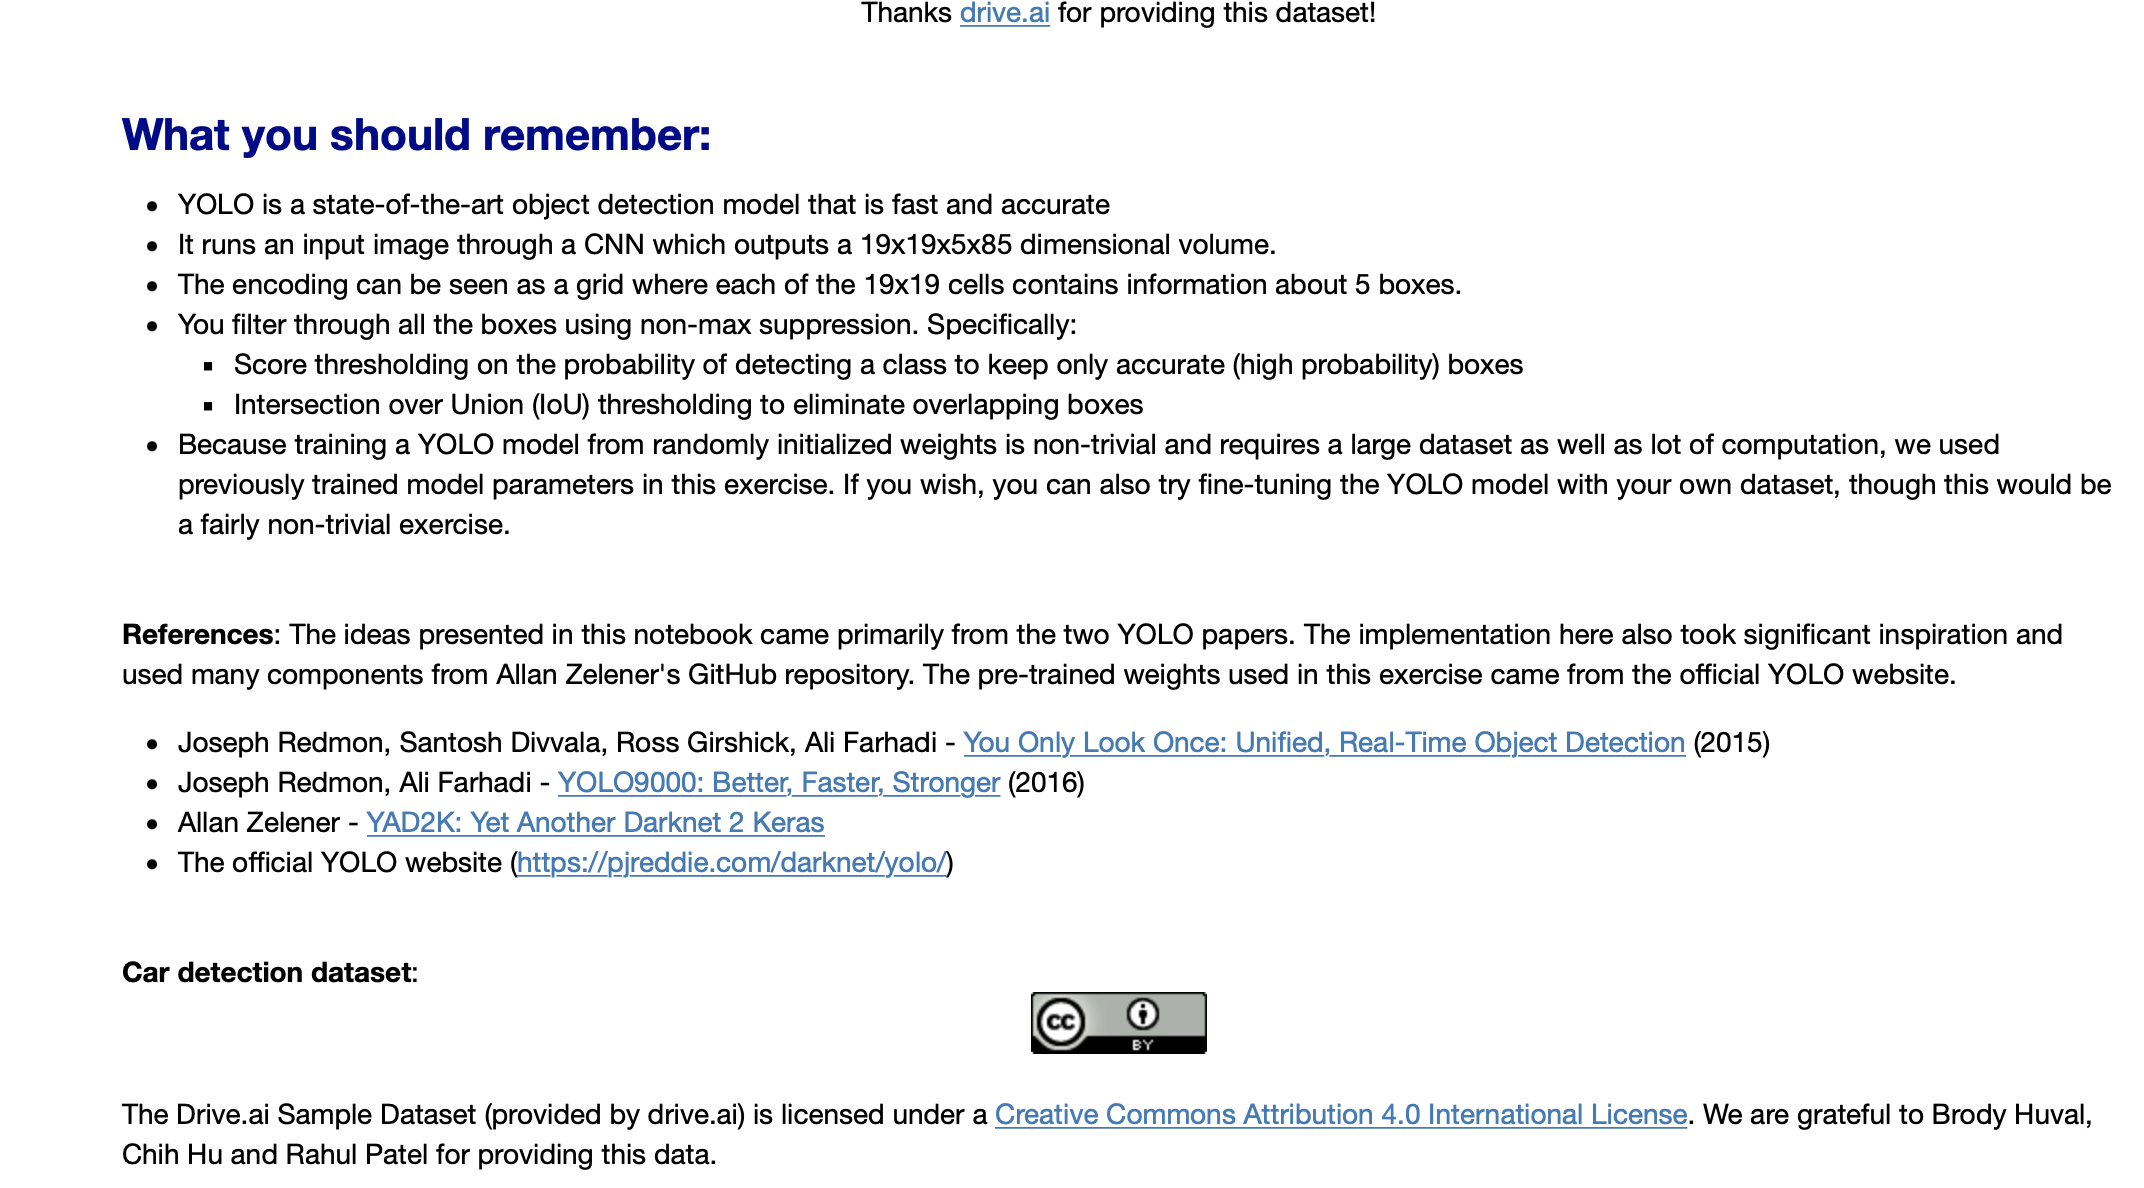 Thanks drive.ai for providing this dataset!
What you should remember:
• YOLO is a state-of-the-art object detection model that is fast and accurate
• It runs an input image through a CNN which outputs a 19x19x5x85 dimensional volume.
• The encoding can be seen as a grid where each of the 19x19 cells contains information about 5 boxes.
• You filter through all the boxes using non-max suppression. Specifically:
▪ Score thresholding on the probability of detecting a class to keep only accurate (high probability) boxes
▪ Intersection over Union (IoU) thresholding to eliminate overlapping boxes
• Because training a YOLO model from randomly initialized weights is non-trivial and requires a large dataset as well as lot of computation, we used
previously trained model parameters in this exercise. If you wish, you can also try fine-tuning the YOLO model with your own dataset, though this would be
a fairly non-trivial exercise.
References: The ideas presented in this notebook came primarily from the two YOLO papers. The implementation here also took significant inspiration and
used many components from Allan Zelener's GitHub repository. The pre-trained weights used in this exercise came from the official YOLO website.
• Joseph Redmon, Santosh Divvala, Ross Girshick, Ali Farhadi - You Only Look Once: Unified, Real-Time Object Detection (2015)
• Joseph Redmon, Ali Farhadi - YOLO9000: Better, Faster, Stronger (2016)
• Allan Zelener - YAD2K: Yet Another Darknet 2 Keras
• The official YOLO website (https://pjreddie.com/darknet/yolo/)
Car detection dataset:
cc
BY
The Drive.ai Sample Dataset (provided by drive.ai) is licensed under a Creative Commons Attribution 4.0 International License. We are grateful to Brody Huval,
Chih Hu and Rahul Patel for providing this data.